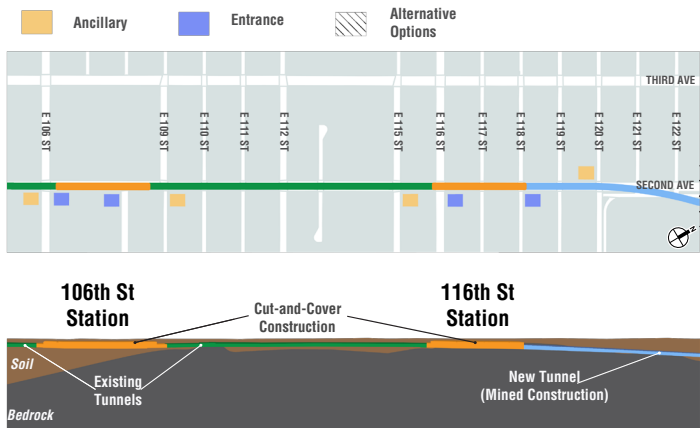 Ancillary
Entrance
Alternative
Options
THIRD AVE
E 106 ST
E 109 ST
E 110 ST
E 111 ST
E 112 ST
E 115 ST
E 116 ST
E 117 ST
E 118 ST
E 119 ST
E 120 ST
E 121 ST
E 122 ST
SECOND AVE
N
106th St
Station
116th St
Station
Cut-and-Cover
Construction
Soil
Existing
Tunnels
New Tunnel
(Mined Construction)
Bedrock